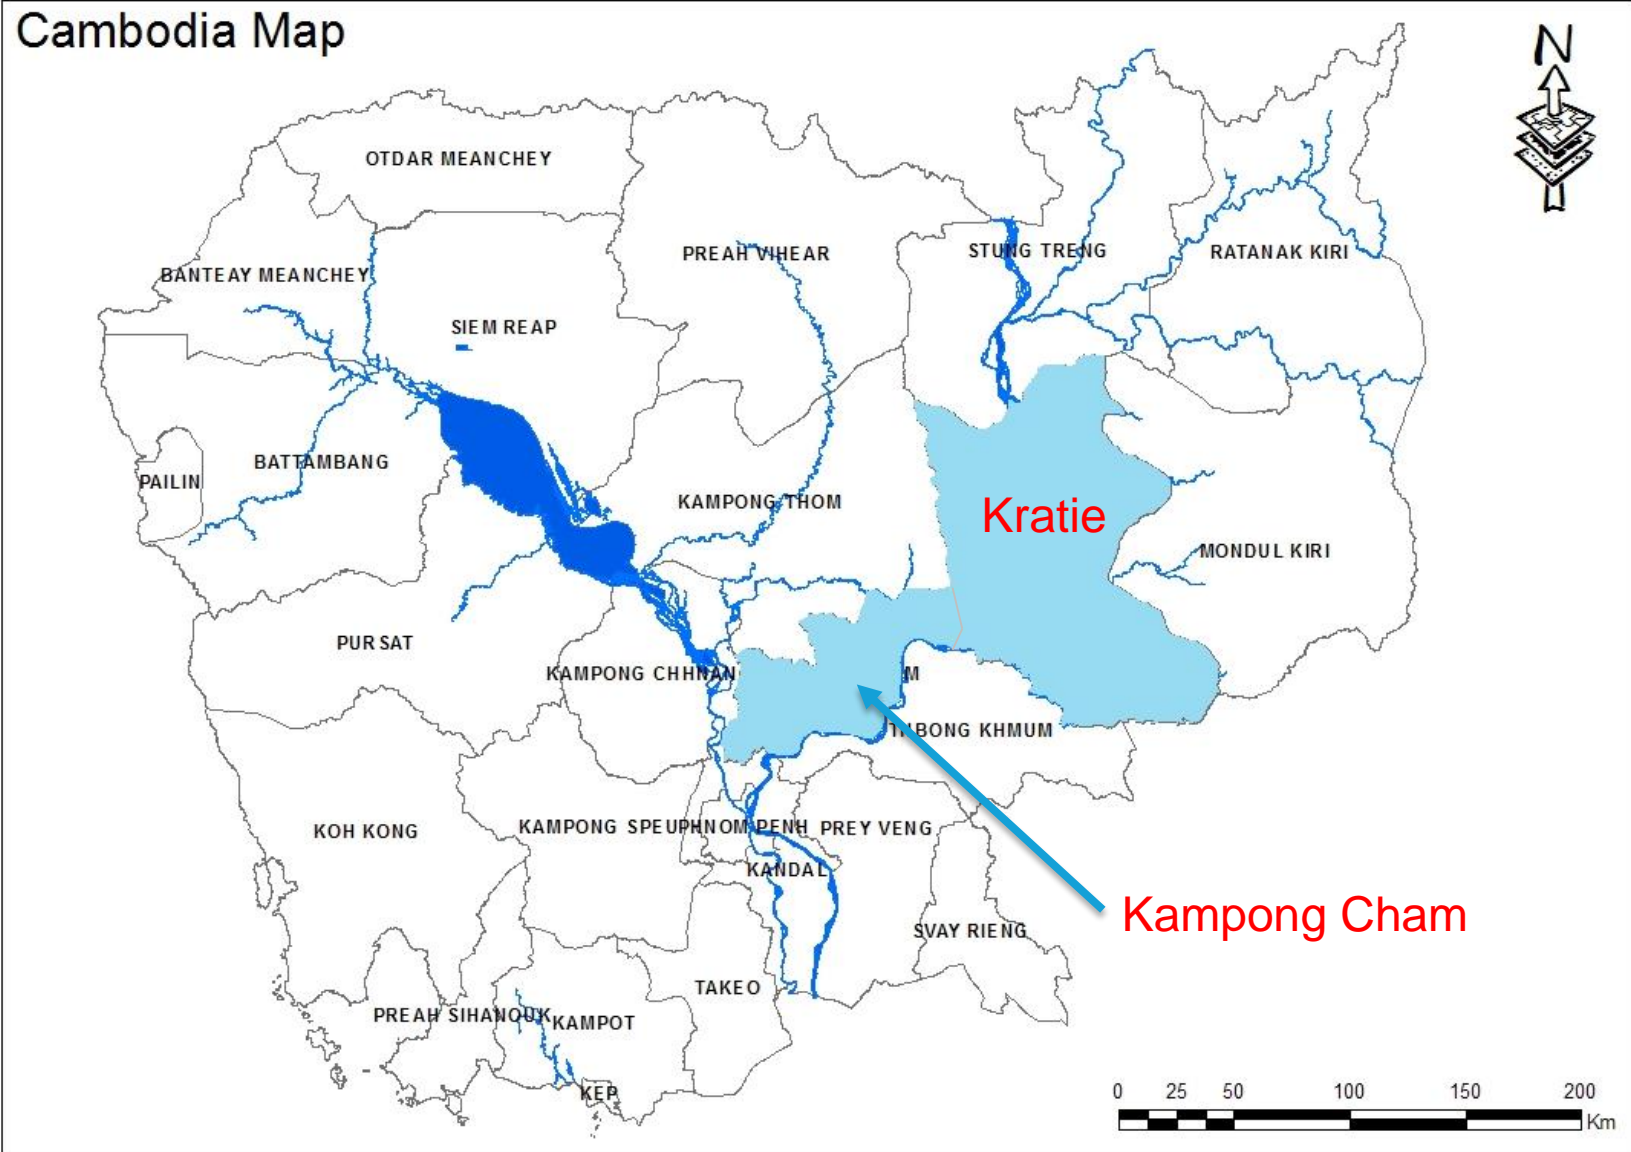 Cambodia Map
N
OTDAR MEANCHEY
PREAH VIHEAR
STUNG TRENG
RATANAK KIRI
BANTEAY MEANCHEY
SIEM REAP
BATTAMBANG
PAILIN
KAMPONG THOM
Kratie
MONDUL KIRI
PURSAT
KAMPONG CHHNAN
M
THBONG KHMUM
KOH KONG
KAMPONG SPEU
PHNOM PENH
PREY VENG
KANDAL
Kampong Cham
SVAY RIENG
TAKEO
PREAH SIHANOUK
KAMPOT
KEP
0 25 50 100 150 200
Km